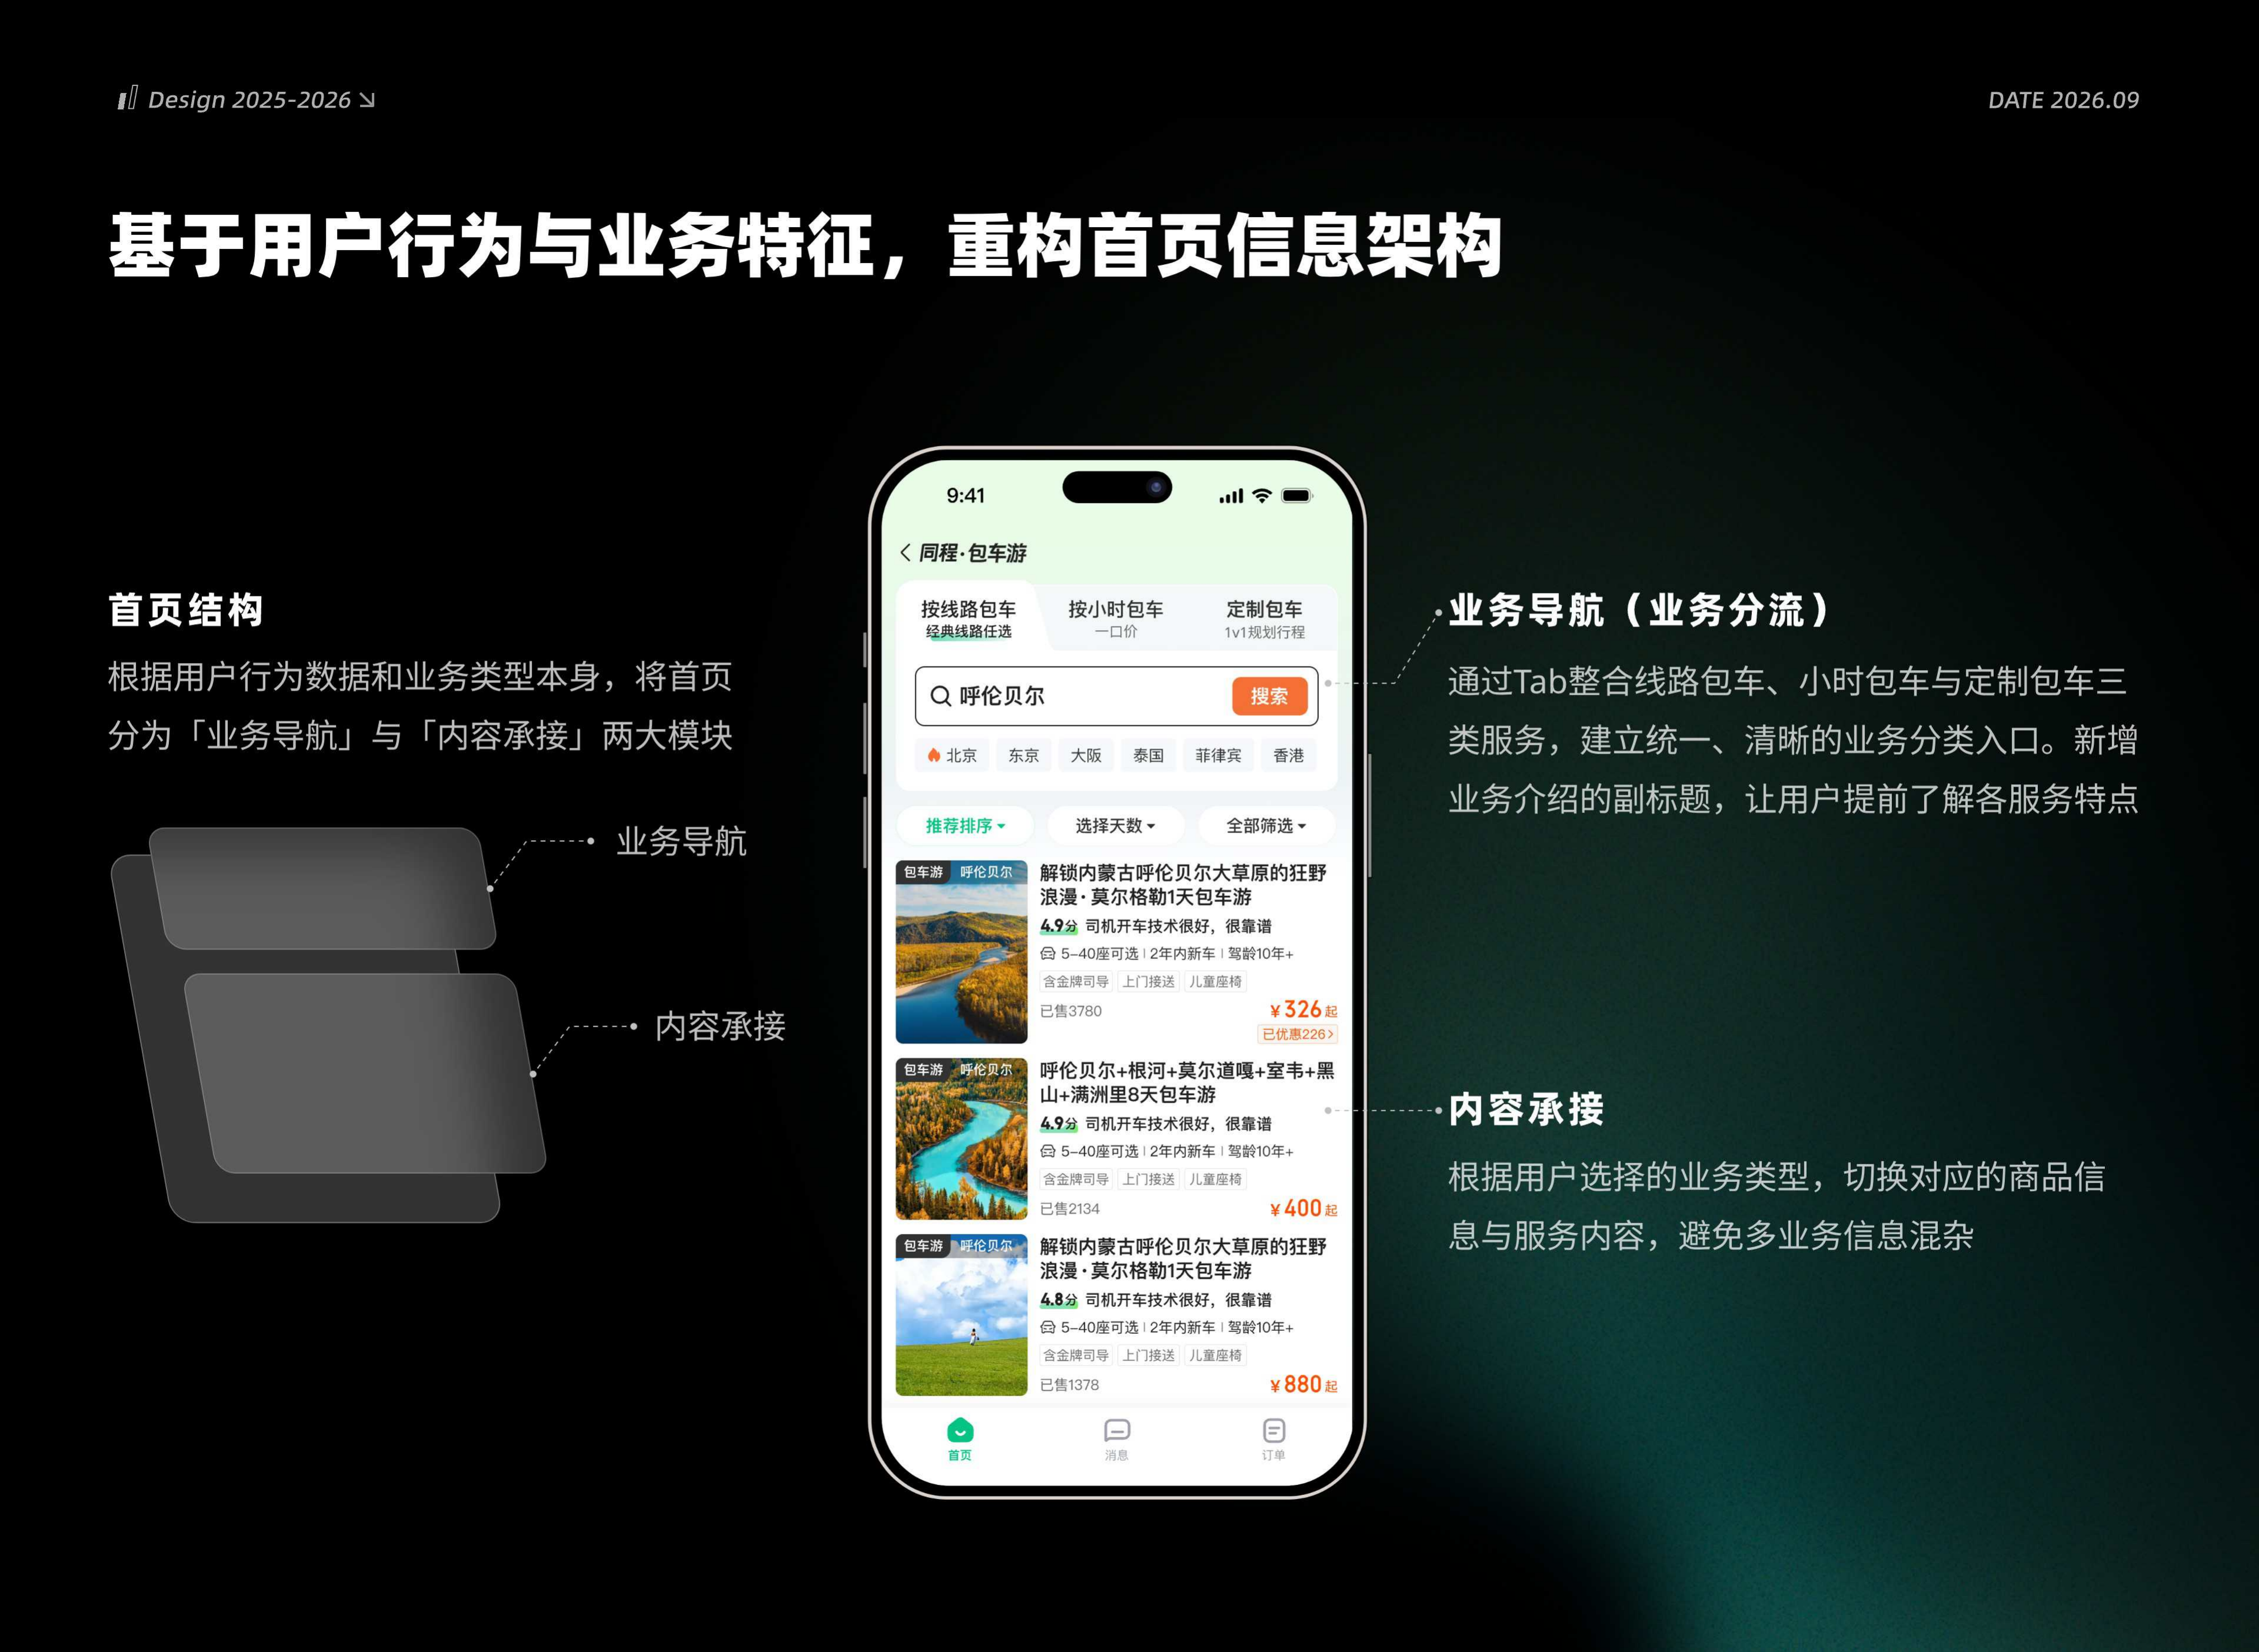 Design 2025-2026
DATE 2026.09
基于用户行为与业务特征，重构首页信息架构
首页结构
根据用户行为数据和业务类型本身，将首页
分为「业务导航」与「内容承接」两大模块
业务导航
内容承接
9:41
同程·包车游
按线路包车 按小时包车 定制包车
经典线路任选 一口价 1v1规划行程
呼伦贝尔 搜索
北京 东京 大阪 泰国 菲律宾 香港
推荐排序 选择天数 全部筛选
包车游 呼伦贝尔
解锁内蒙古呼伦贝尔大草原的狂野
浪漫·莫尔格勒1天包车游
4.9分 司机开车技术很好，很靠谱
5-40座可选 | 2年内新车 | 驾龄10年+
含金牌司导 上门接送 儿童座椅
已售3780 ¥326起
已优惠226>
包车游 呼伦贝尔
呼伦贝尔+根河+莫尔道嘎+室韦+黑
山+满洲里8天包车游
4.9分 司机开车技术很好，很靠谱
5-40座可选 | 2年内新车 | 驾龄10年+
含金牌司导 上门接送 儿童座椅
已售2134 ¥400起
包车游 呼伦贝尔
解锁内蒙古呼伦贝尔大草原的狂野
浪漫·莫尔格勒1天包车游
4.8分 司机开车技术很好，很靠谱
5-40座可选 | 2年内新车 | 驾龄10年+
含金牌司导 上门接送 儿童座椅
已售1378 ¥880起
首页 消息 订单
业务导航（业务分流）
通过Tab整合线路包车、小时包车与定制包车三
类服务，建立统一、清晰的业务分类入口。新增
业务介绍的副标题，让用户提前了解各服务特点
内容承接
根据用户选择的业务类型，切换对应的商品信
息与服务内容，避免多业务信息混杂